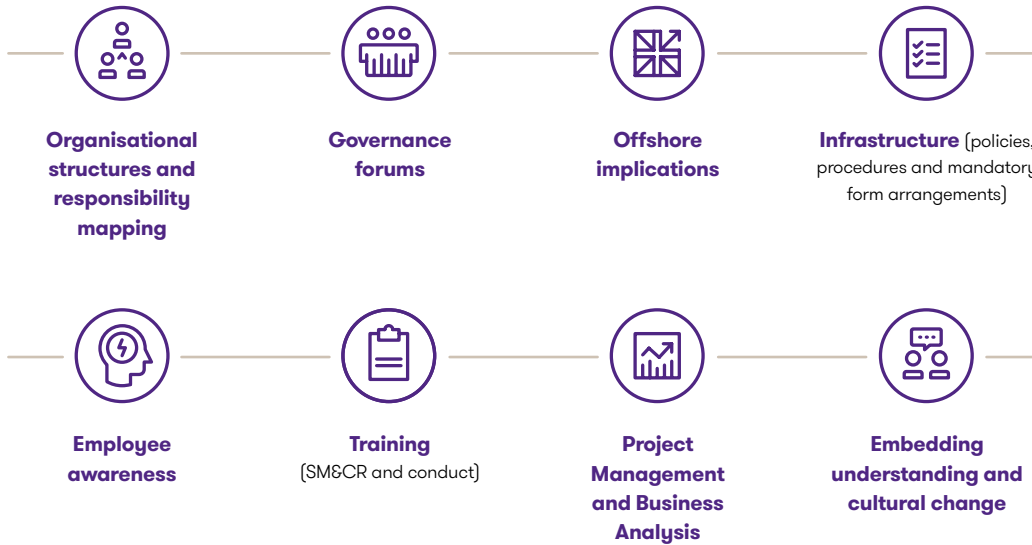 Organisational
structures and
responsibility
mapping
Governance
forums
Offshore
implications
Infrastructure (policies,
procedures and mandatory
form arrangements)
Employee
awareness
Training
(SM&CR and conduct)
Project
Management
and Business
Analysis
Embedding
understanding and
cultural change